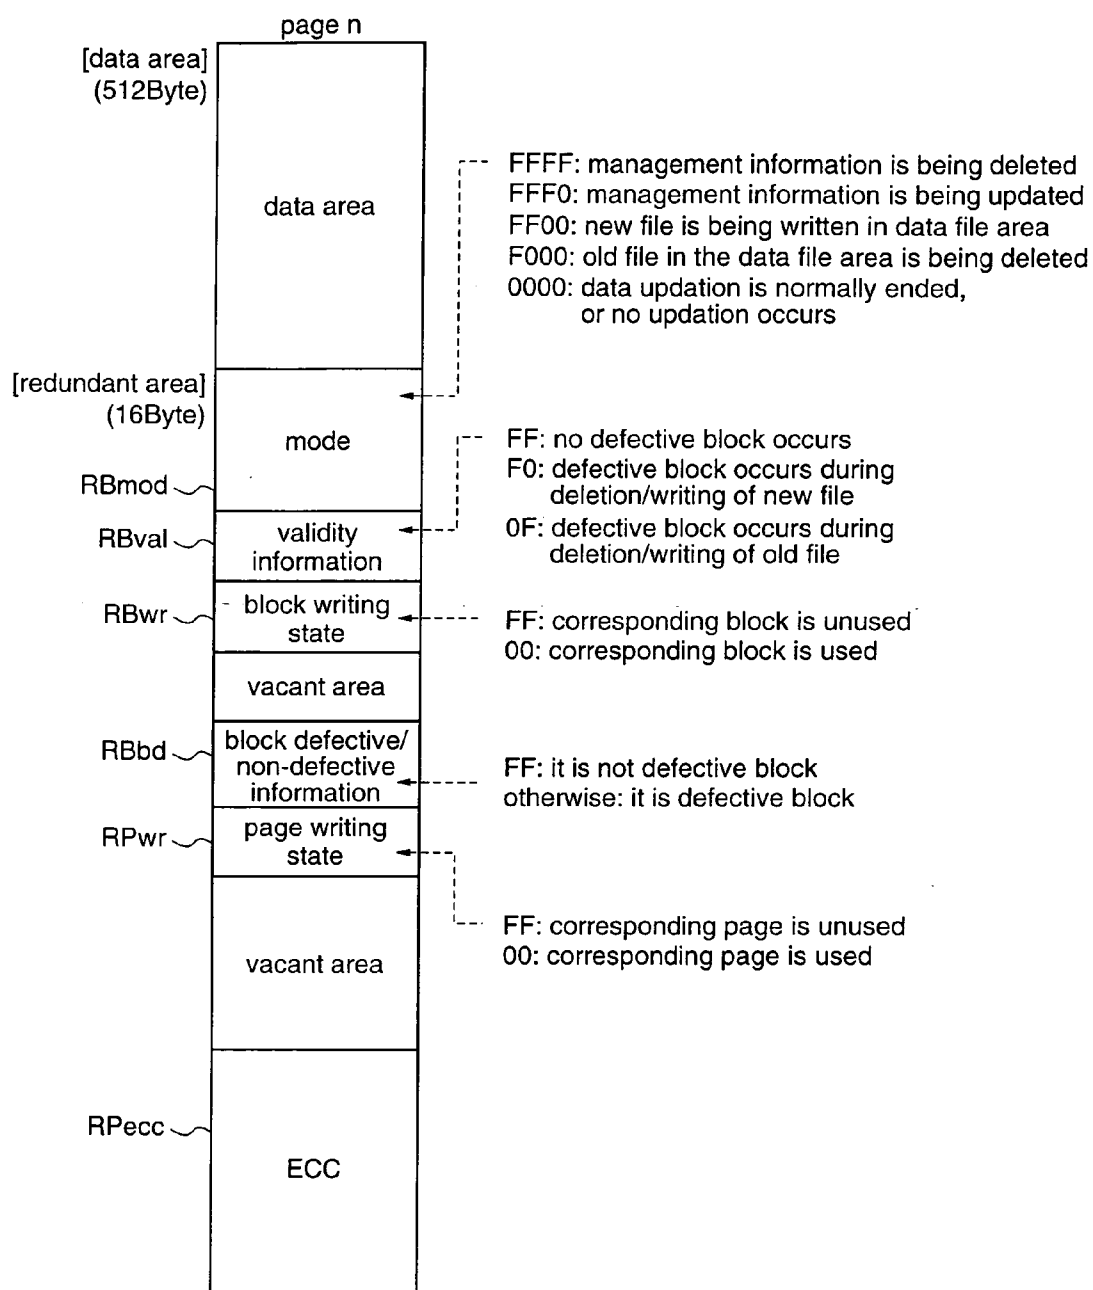 page n
[data area]
(512Byte)
data area
FFFF: management information is being deleted
FFF0: management information is being updated
FF00: new file is being written in data file area
F000: old file in the data file area is being deleted
0000: data updation is normally ended,
or no updation occurs
[redundant area]
(16Byte)
mode
RBmod
FF: no defective block occurs
F0: defective block occurs during
deletion/writing of new file
0F: defective block occurs during
deletion/writing of old file
RBval
validity
information
RBwr
block writing
state
FF: corresponding block is unused
00: corresponding block is used
vacant area
RBbd
block defective/
non-defective
information
FF: it is not defective block
otherwise: it is defective block
RPwr
page writing
state
FF: corresponding page is unused
00: corresponding page is used
vacant area
RPecc
ECC